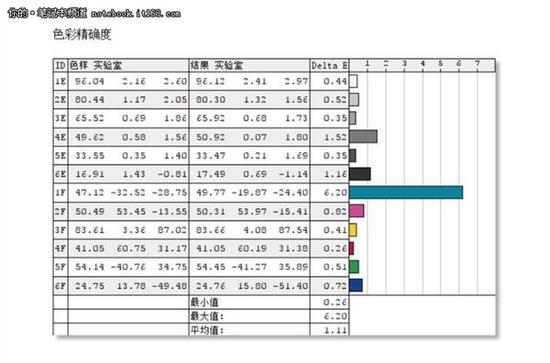 你的·笔记本频道 notebook.it168.com
色彩精确度
ID 色样 实验室 结果 实验室 Delta E 1 2 3 4 5 6 7
1E 96.04 2.16 2.60 96.12 2.41 2.97 0.44
2E 80.44 1.17 2.05 80.30 1.32 1.56 0.52
3E 65.52 0.69 1.86 65.92 0.68 1.73 0.35
4E 49.62 0.58 1.56 50.92 0.07 1.80 1.52
5E 33.55 0.35 1.40 33.47 0.21 1.69 0.35
6E 16.91 1.43 -0.81 17.49 0.69 -1.14 1.16
1F 47.12 -32.52 -28.75 49.77 -19.87 -24.40 6.20
2F 50.49 53.45 -13.55 50.31 53.97 -15.41 0.82
3F 83.61 3.36 87.02 83.66 4.08 87.54 0.41
4F 41.05 60.75 31.17 41.05 60.19 31.38 0.26
5F 54.14 -40.76 34.75 54.45 -41.27 35.89 0.51
6F 24.75 13.78 -49.48 24.76 15.80 -51.40 0.72
最小值 0.26
最大值: 6.20
平均值: 1.11